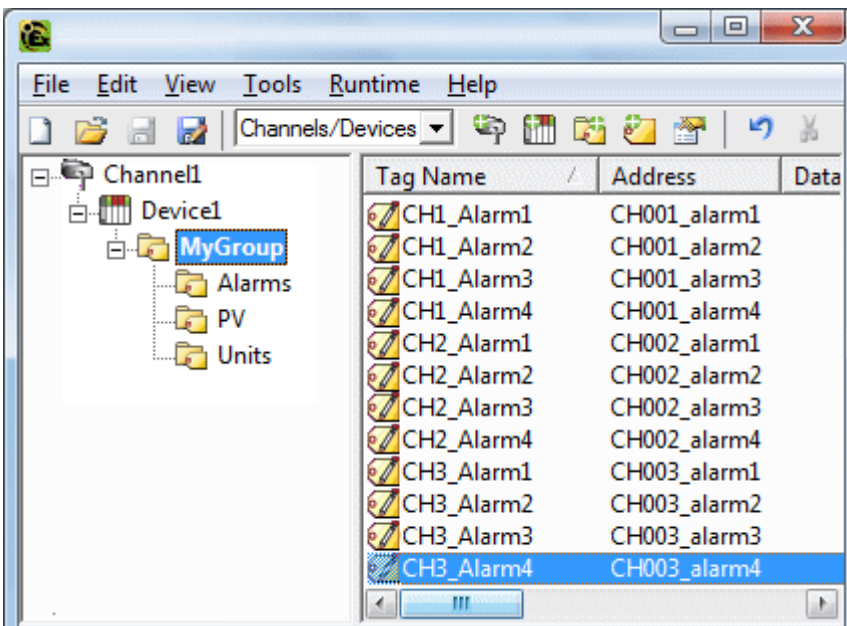 File Edit View Tools Runtime Help
Channels/Devices
Channel1
Device1
MyGroup
Alarms
PV
Units
Tag Name Address Data
CH1_Alarm1 CH001_alarm1
CH1_Alarm2 CH001_alarm2
CH1_Alarm3 CH001_alarm3
CH1_Alarm4 CH001_alarm4
CH2_Alarm1 CH002_alarm1
CH2_Alarm2 CH002_alarm2
CH2_Alarm3 CH002_alarm3
CH2_Alarm4 CH002_alarm4
CH3_Alarm1 CH003_alarm1
CH3_Alarm2 CH003_alarm2
CH3_Alarm3 CH003_alarm3
CH3_Alarm4 CH003_alarm4